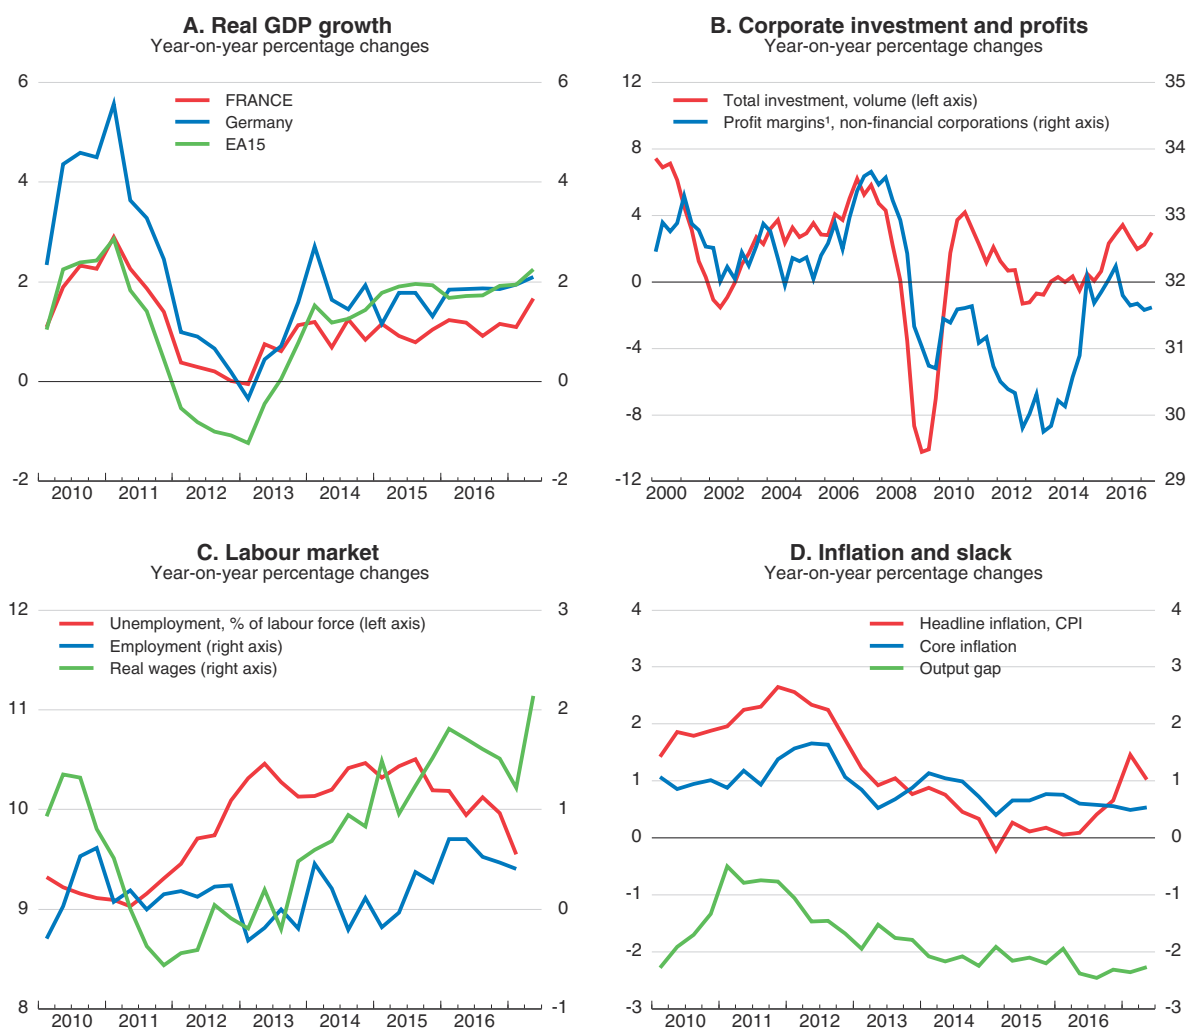 A. Real GDP growth
Year-on-year percentage changes
6 6
FRANCE
Germany
EA15
4 4
2 2
0 0
-2 -2
2010 2011 2012 2013 2014 2015 2016
B. Corporate investment and profits
Year-on-year percentage changes
12 35
Total investment, volume (left axis)
Profit margins¹, non-financial corporations (right axis)
8 34
4 33
0 32
-4 31
-8 30
-12 29
2000 2002 2004 2006 2008 2010 2012 2014 2016
C. Labour market
Year-on-year percentage changes
12 3
Unemployment, % of labour force (left axis)
Employment (right axis)
Real wages (right axis)
11 2
10 1
9 0
8 -1
2010 2011 2012 2013 2014 2015 2016
D. Inflation and slack
Year-on-year percentage changes
4 4
Headline inflation, CPI
Core inflation
Output gap
3 3
2 2
1 1
0 0
-1 -1
-2 -2
-3 -3
2010 2011 2012 2013 2014 2015 2016